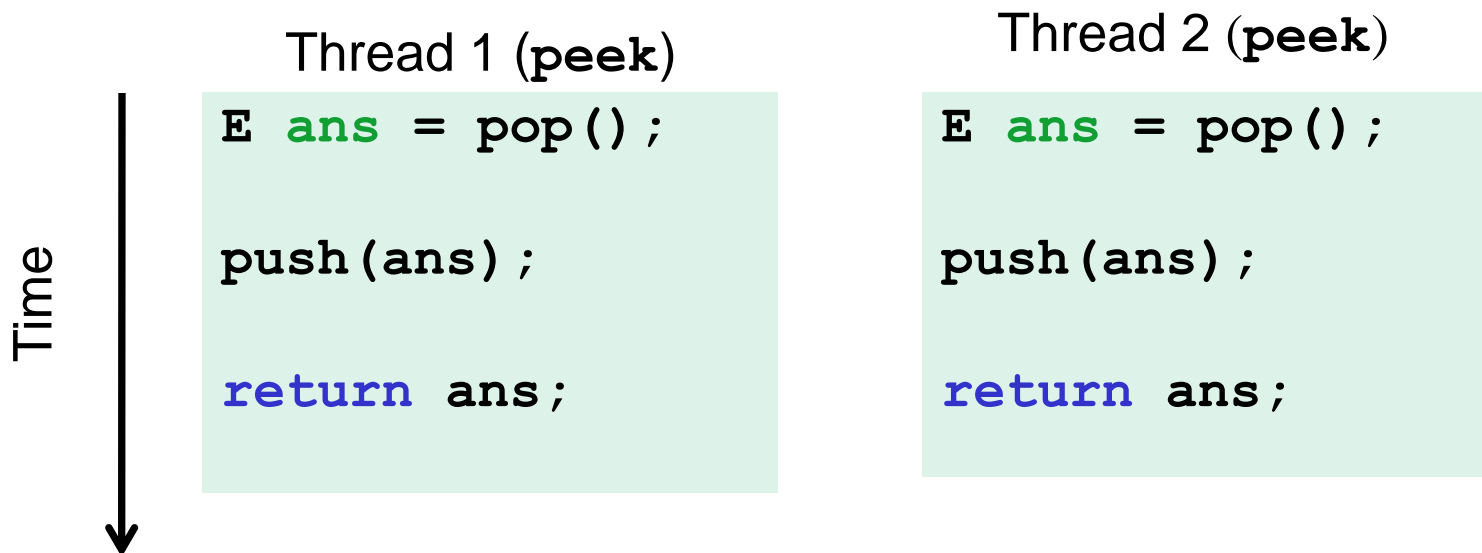 Thread 1 (peek)
E ans = pop();
push(ans);
return ans;
Thread 2 (peek)
E ans = pop();
push(ans);
return ans;
Time